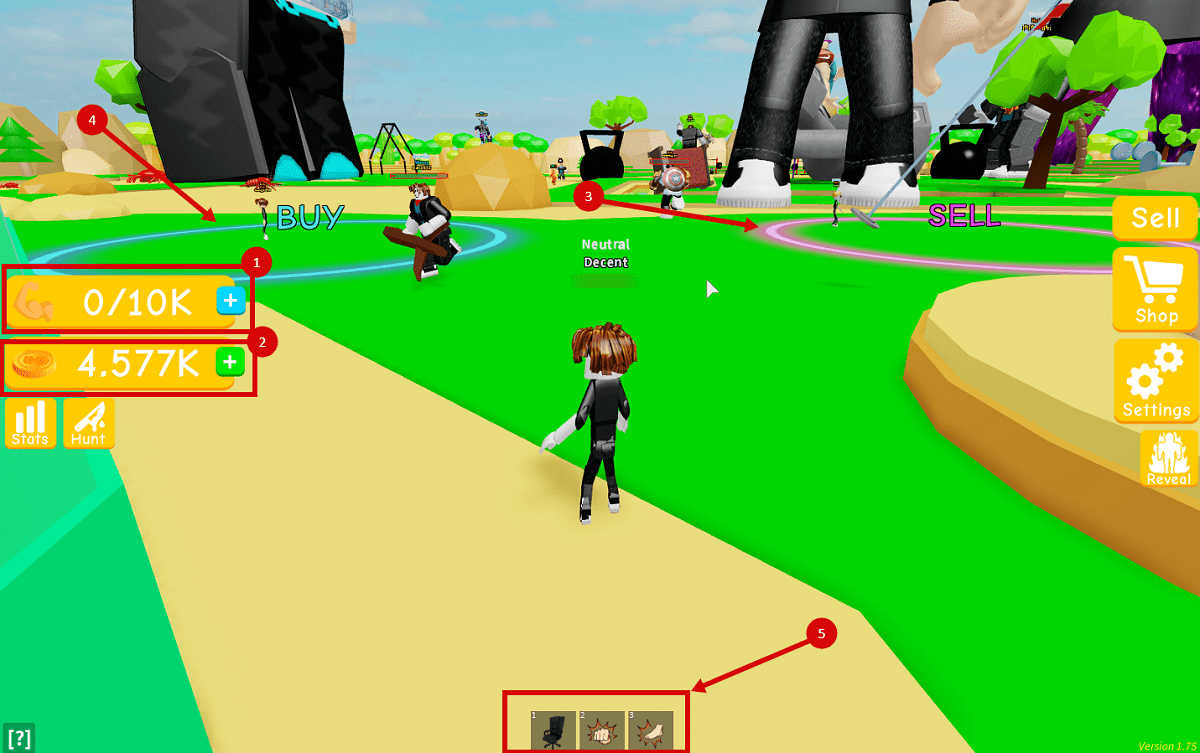 4
BUY
3
SELL
Sell
Neutral
Decent
1
0/10K
+
Shop
2
4.577K
+
Stats
Hunt
Settings
Reveal
5
1
2
3
[?]
Version 1.75